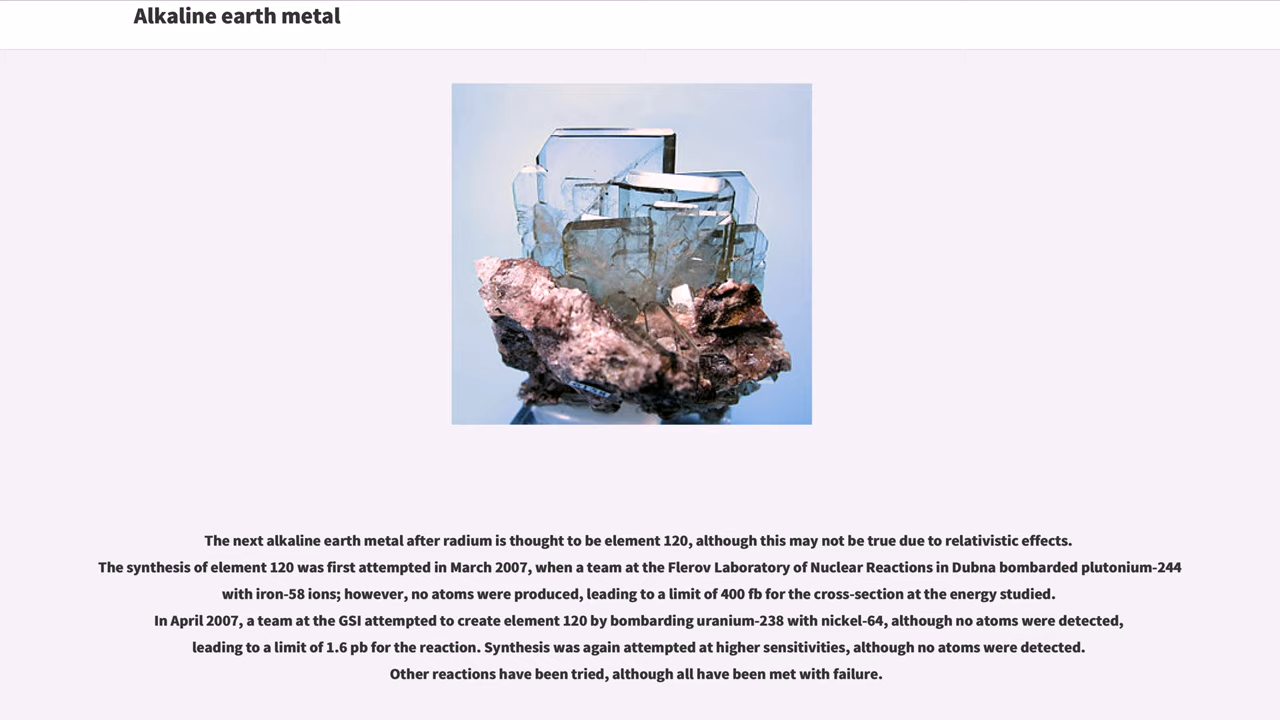 Alkaline earth metal
The next alkaline earth metal after radium is thought to be element 120, although this may not be true due to relativistic effects.
The synthesis of element 120 was first attempted in March 2007, when a team at the Flerov Laboratory of Nuclear Reactions in Dubna bombarded plutonium-244
with iron-58 ions; however, no atoms were produced, leading to a limit of 400 fb for the cross-section at the energy studied.
In April 2007, a team at the GSI attempted to create element 120 by bombarding uranium-238 with nickel-64, although no atoms were detected,
leading to a limit of 1.6 pb for the reaction. Synthesis was again attempted at higher sensitivities, although no atoms were detected.
Other reactions have been tried, although all have been met with failure.